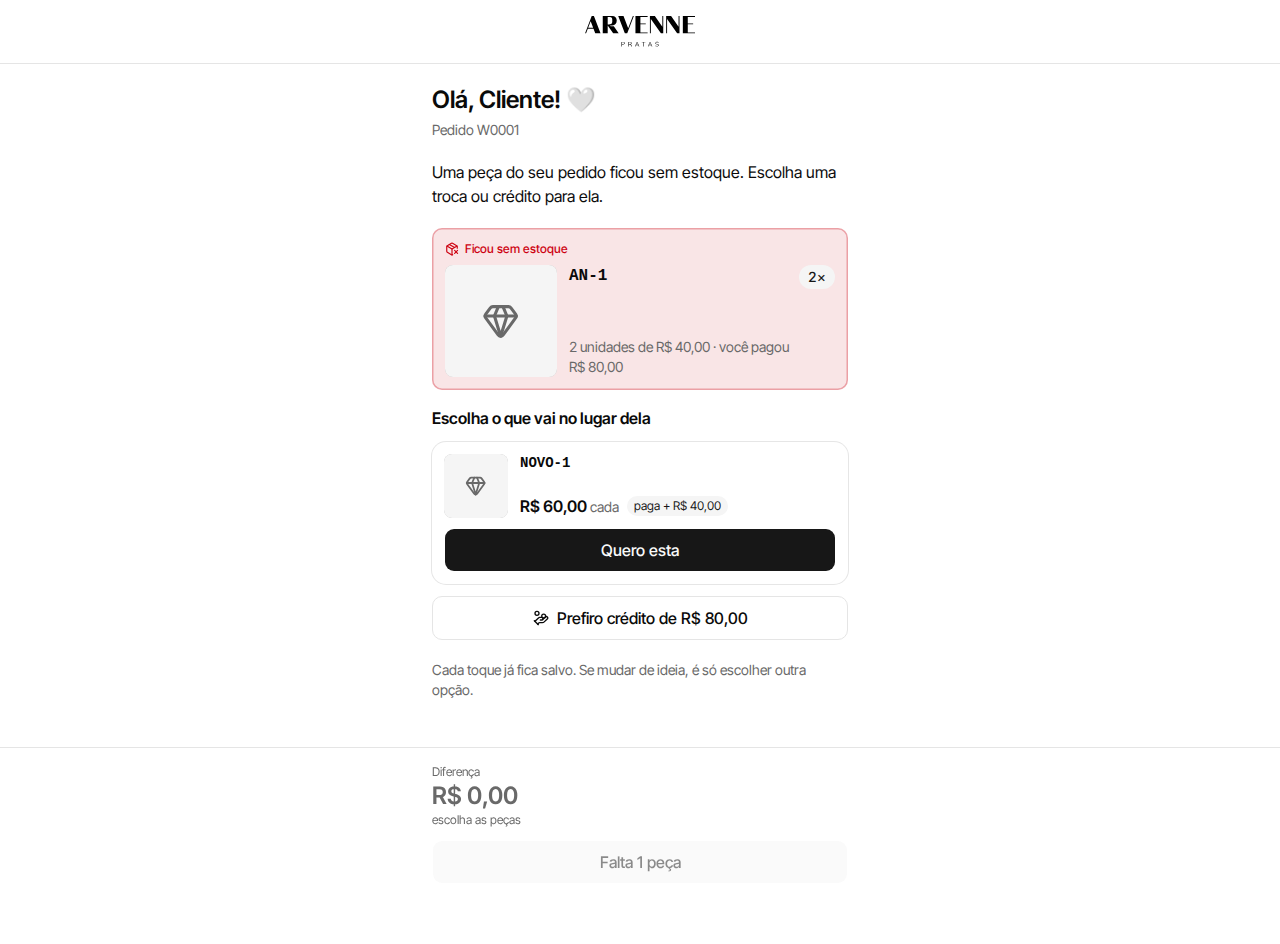 ARVENNE
PRATAS
Olá, Cliente! 🤍
Pedido W0001
Uma peça do seu pedido ficou sem estoque. Escolha uma
troca ou crédito para ela.
Ficou sem estoque
AN-1
2×
2 unidades de R$ 40,00 · você pagou
R$ 80,00
Escolha o que vai no lugar dela
NOVO-1
R$ 60,00 cada paga + R$ 40,00
Quero esta
Prefiro crédito de R$ 80,00
Cada toque já fica salvo. Se mudar de ideia, é só escolher outra
opção.
Diferença
R$ 0,00
escolha as peças
Falta 1 peça